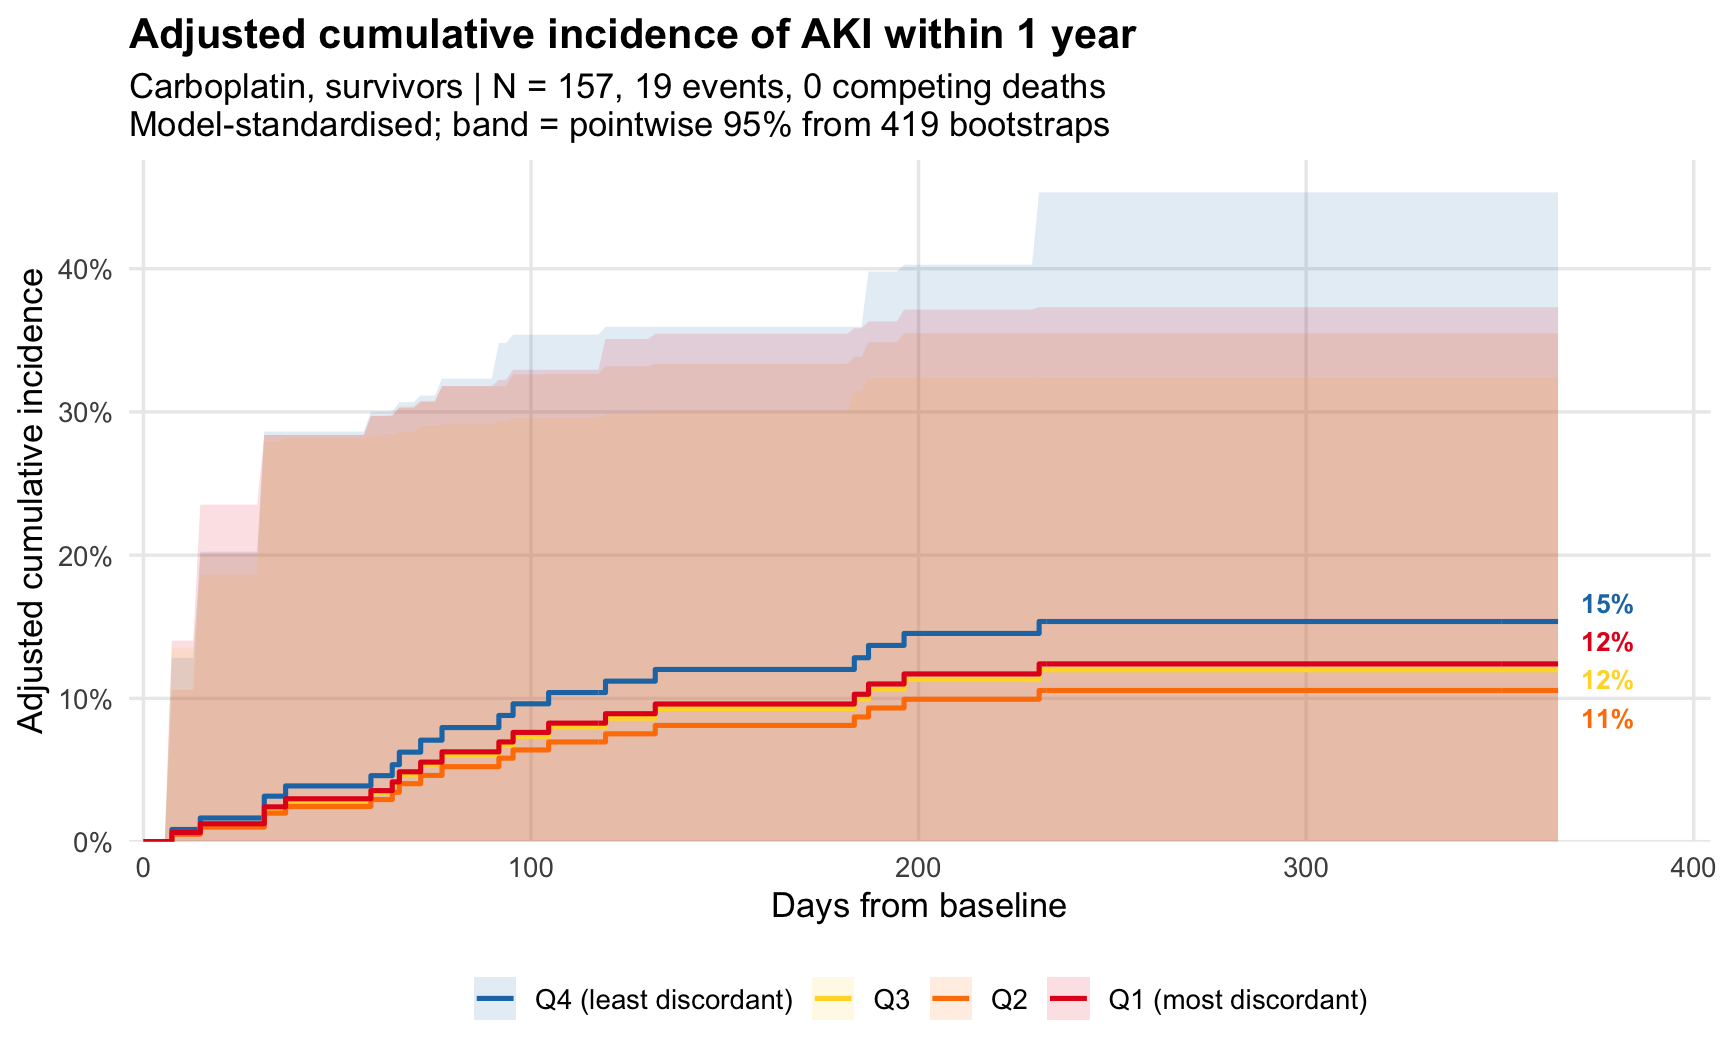 Adjusted cumulative incidence of AKI within 1 year
Carboplatin, survivors | N = 157, 19 events, 0 competing deaths
Model-standardised; band = pointwise 95% from 419 bootstraps
Adjusted cumulative incidence
40%
30%
20%
10%
0%
15%
12%
12%
11%
0 100 200 300 400
Days from baseline
Q4 (least discordant) Q3 Q2 Q1 (most discordant)